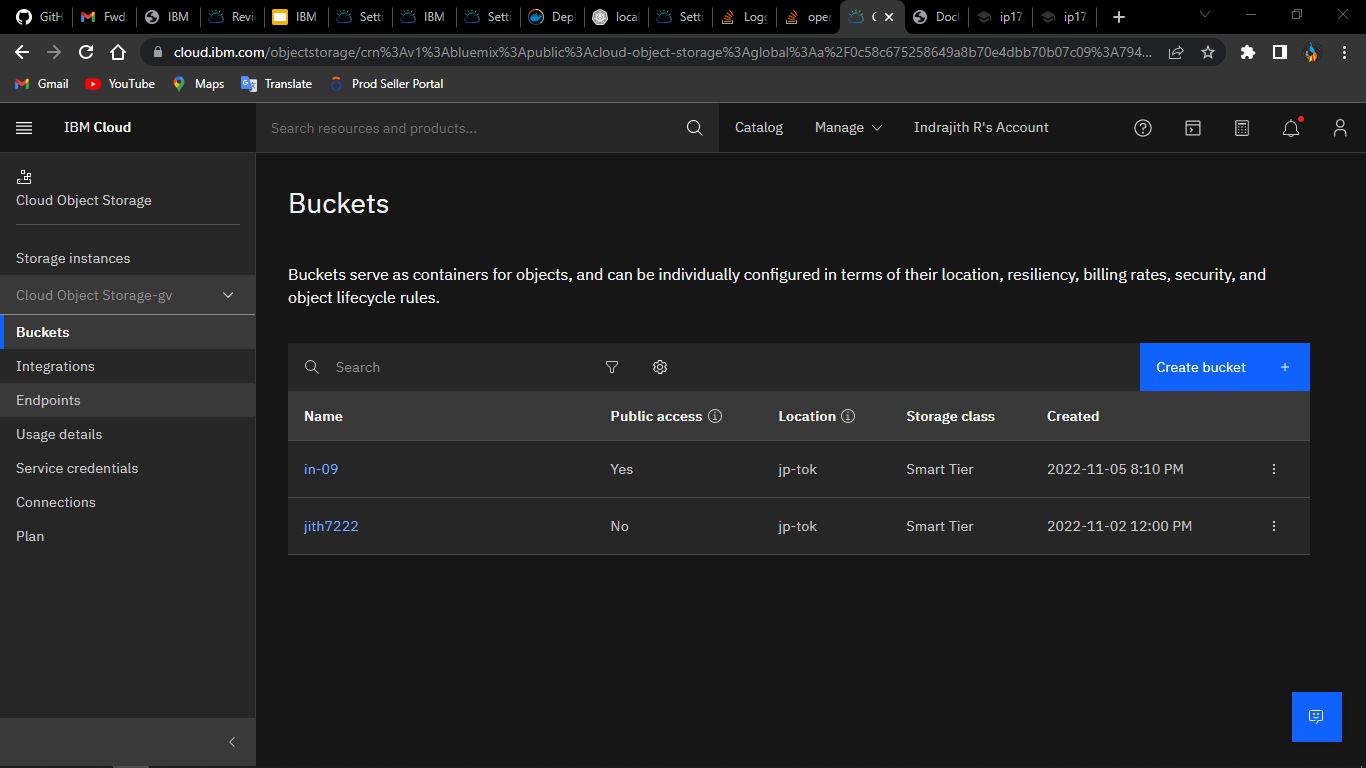 GitH Fwd: IBM Revi IBM Setti IBM Setti Depl loca Setti Logg oper C Dock ip17. ip17.
cloud.ibm.com/objectstorage/crn%3Av1%3Abluemix%3Apublic%3Acloud-object-storage%3Aglobal%3Aa%2F0c58c675258649a8b70e4dbb70b07c09%3A794...
Gmail YouTube Maps Translate Prod Seller Portal
IBM Cloud
Search resources and products...
Catalog Manage Indrajith R's Account
Cloud Object Storage
Storage instances
Cloud Object Storage-gv
Buckets
Integrations
Endpoints
Usage details
Service credentials
Connections
Plan
Buckets
Buckets serve as containers for objects, and can be individually configured in terms of their location, resiliency, billing rates, security, and
object lifecycle rules.
Search
Create bucket +
Name Public access Location Storage class Created
in-09 Yes jp-tok Smart Tier 2022-11-05 8:10 PM
jith7222 No jp-tok Smart Tier 2022-11-02 12:00 PM